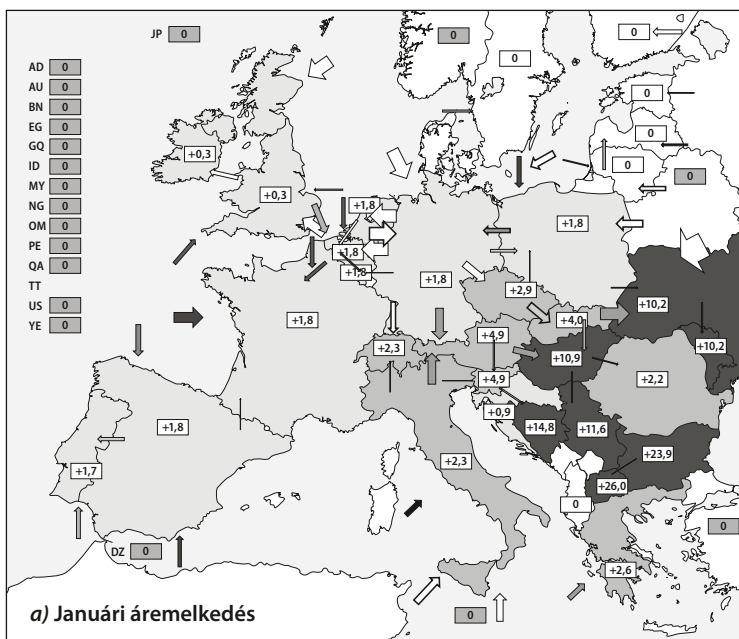 JP 0
AD 0
AU 0
BN 0
EG 0
GQ 0
ID 0
MY 0
NG 0
OM 0
PE 0
QA 0
TT
US 0
YE 0
0
0
0
0
0
0
0
+0,3
+0,3
+1,8
+1,8
+1,8
+1,8
+1,8
+1,8
+2,9
+4,0
+10,2
+10,2
+4,9
+2,3
+10,9
+2,2
+4,9
+0,9
+14,8
+11,6
+23,9
+26,0
+1,8
+1,7
+2,3
0
0
+2,6
DZ 0
0
a) Januári áremelkedés